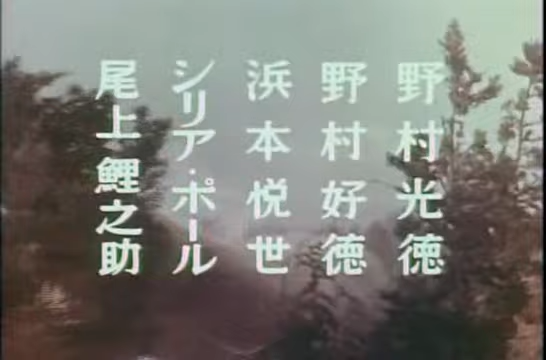 野村光徳
野村好徳
浜本悦世
シリア・ポール
尾上鯉之助